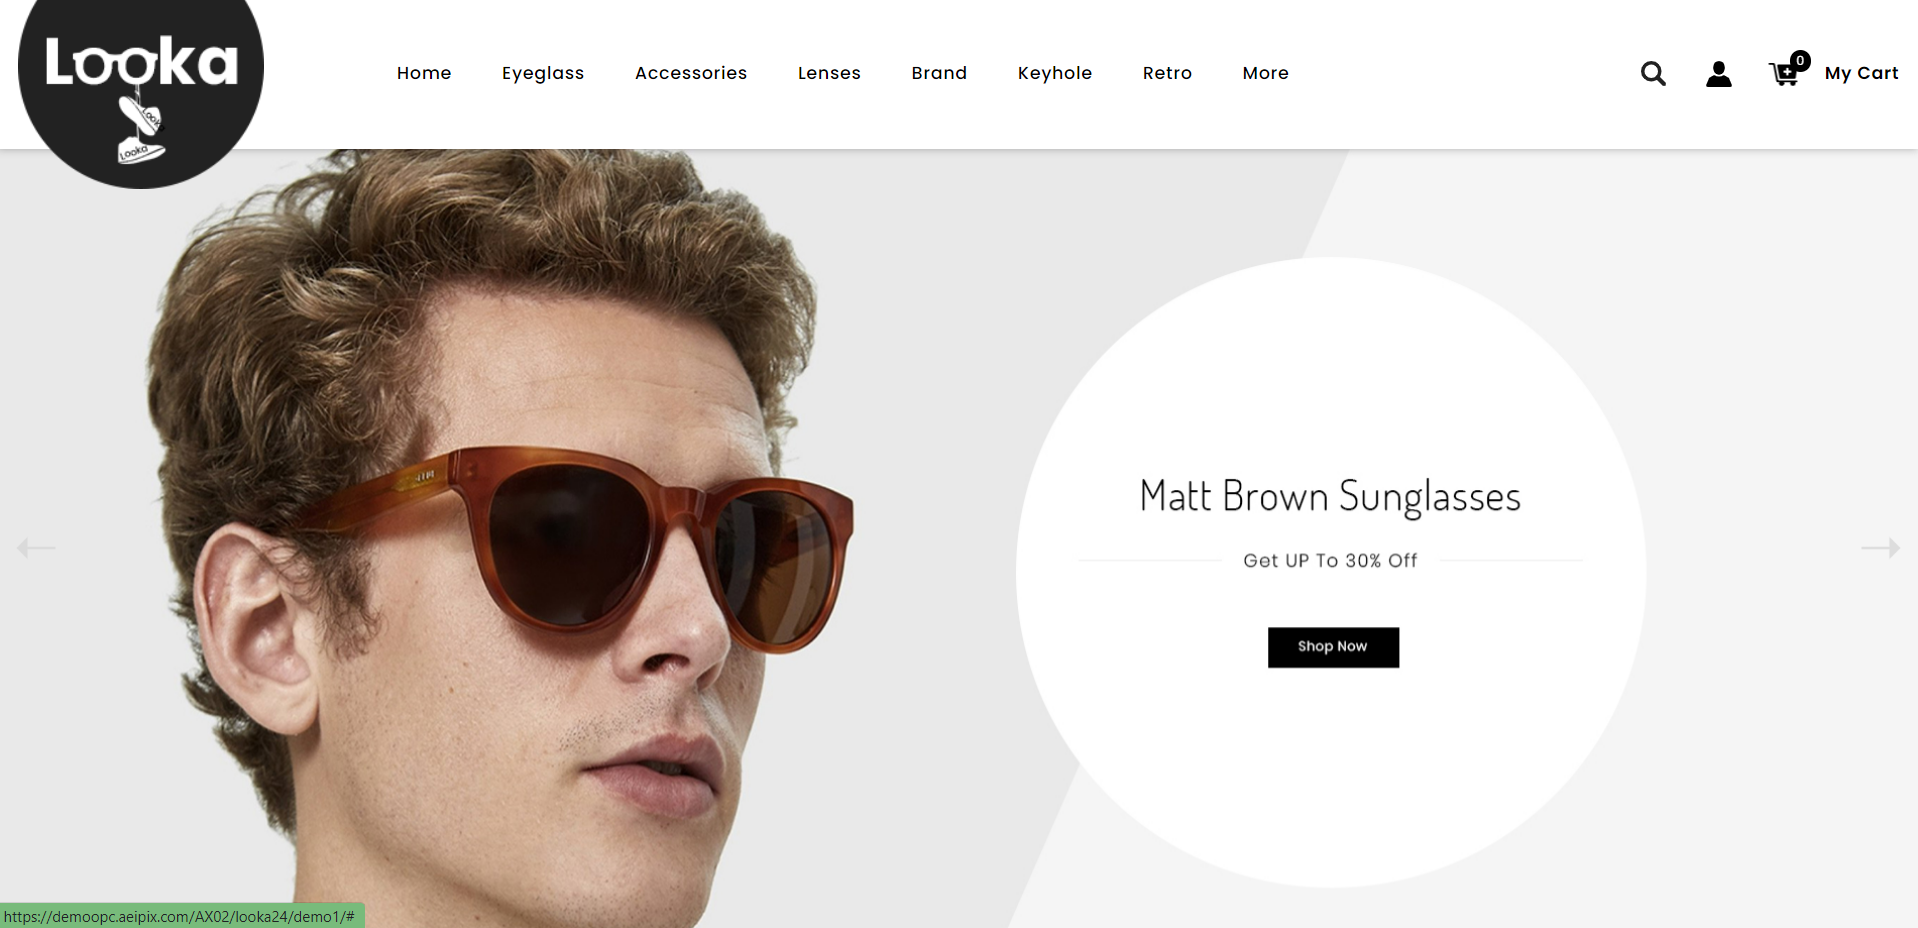 Looka
Looka
Looka
Home Eyeglass Accessories Lenses Brand Keyhole Retro More
0
My Cart
Matt Brown Sunglasses
Get UP To 30% Off
Shop Now
https://demoopc.aeipix.com/AX02/looka24/demo1/#